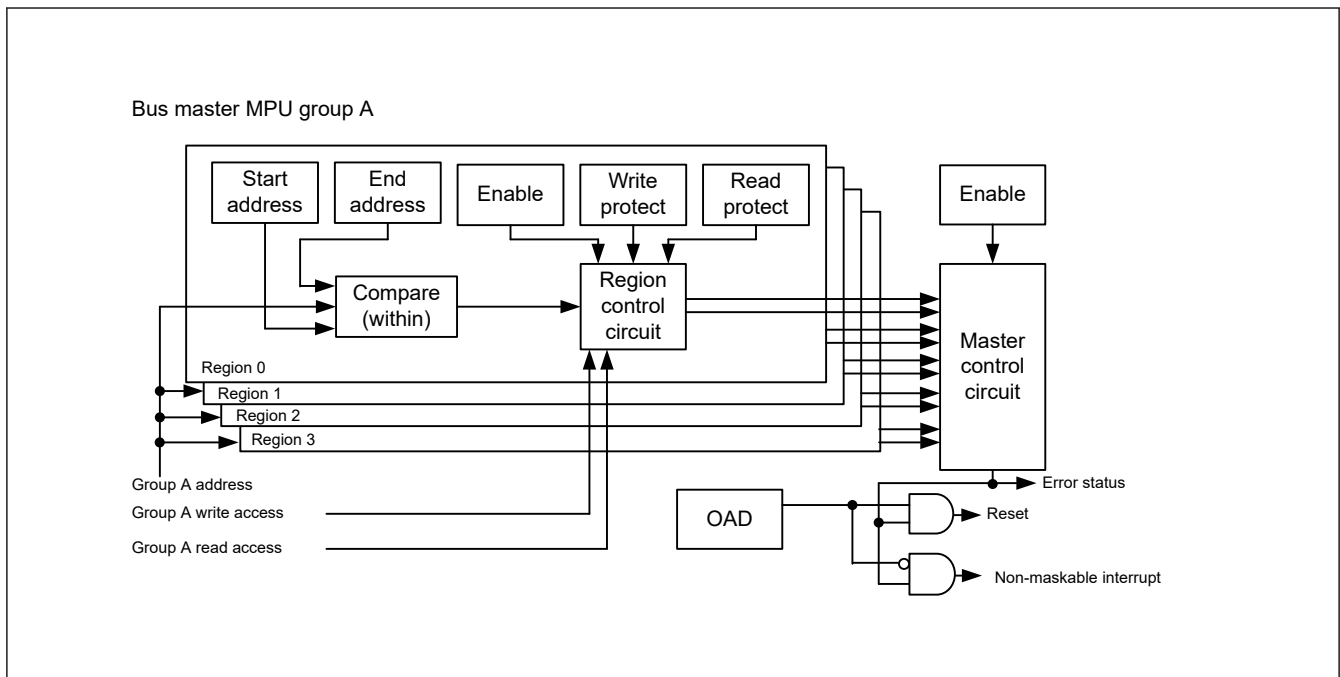 Bus master MPU group A
Start
address
End
address
Enable
Write
protect
Read
protect
Enable
Compare
(within)
Region
control
circuit
Master
control
circuit
Region 0
Region 1
Region 2
Region 3
Group A address
Group A write access
Group A read access
OAD
Error status
Reset
Non-maskable interrupt